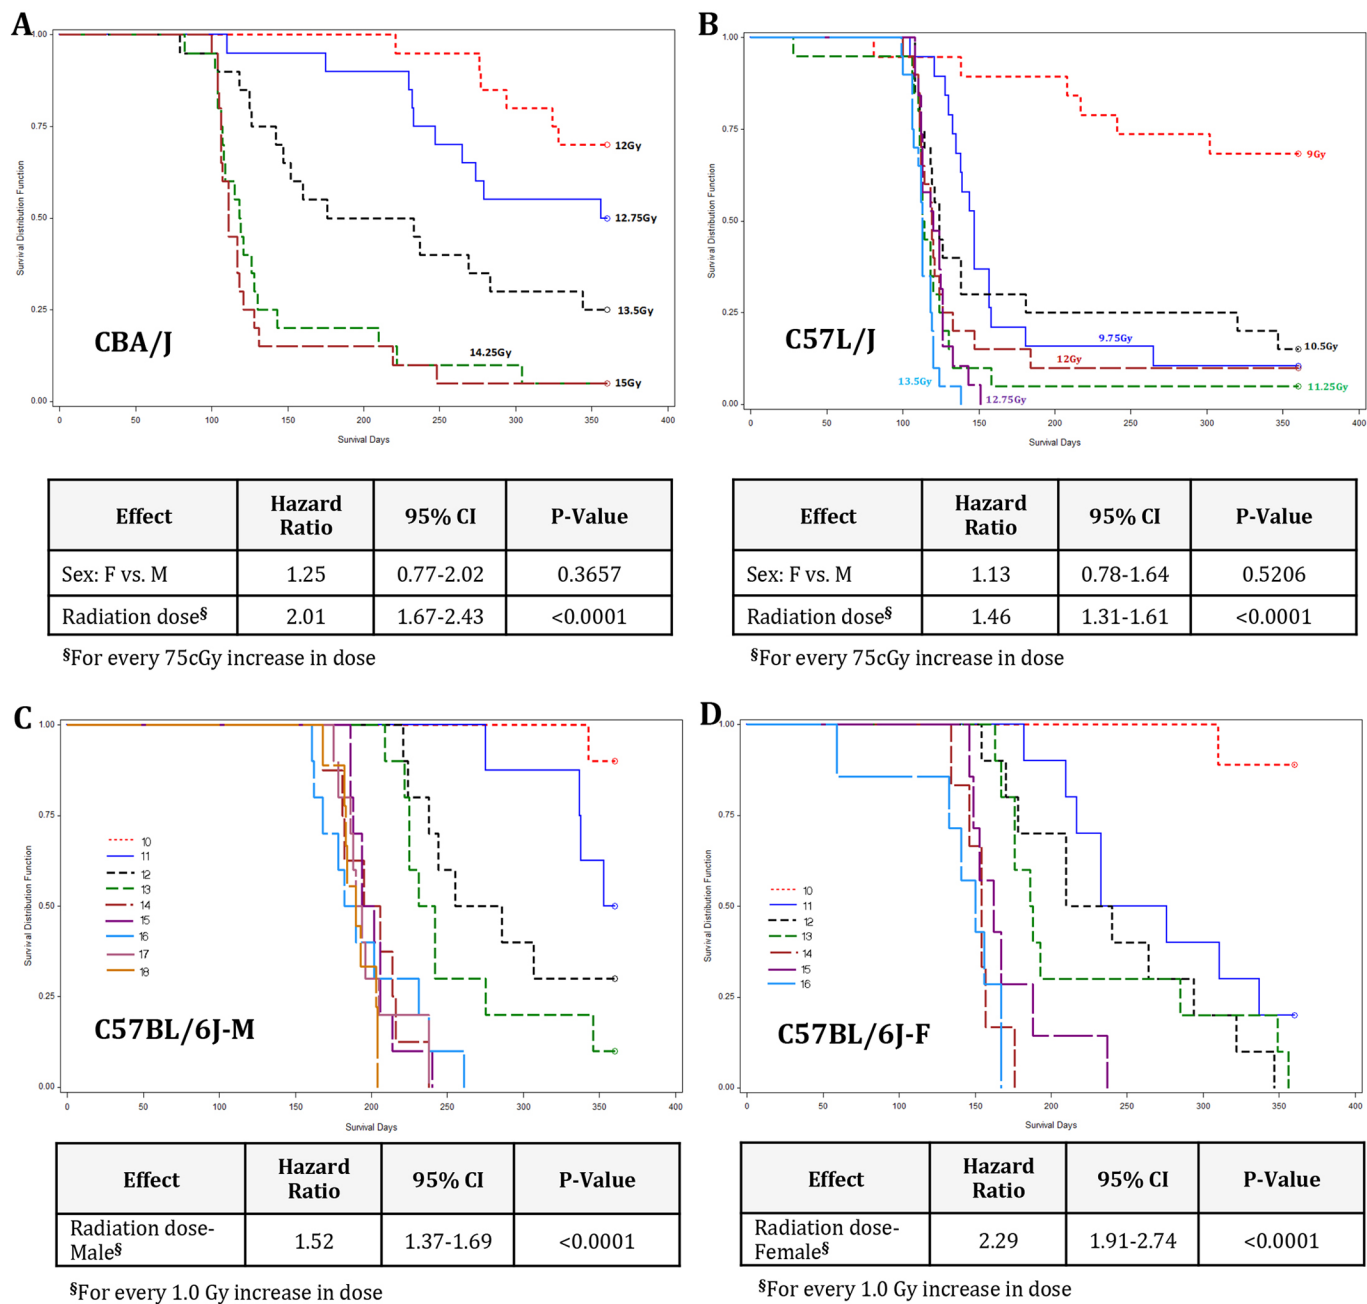 A
Survival Distribution Function
1.00
0.75
0.50
0.25
0.00
12Gy
12.75Gy
13.5Gy
14.25Gy
15Gy
CBA/J
0 50 100 150 200 250 300 350 400
Survival Days
B
Survival Distribution Function
1.00
0.75
0.50
0.25
0.00
9Gy
9.75Gy
10.5Gy
12Gy
11.25Gy
13.5Gy
12.75Gy
C57L/J
0 50 100 150 200 250 300 350 400
Survival Days
Effect Hazard Ratio 95% CI P-Value
Sex: F vs. M 1.25 0.77-2.02 0.3657
Radiation dose§ 2.01 1.67-2.43 <0.0001
§For every 75cGy increase in dose
Effect Hazard Ratio 95% CI P-Value
Sex: F vs. M 1.13 0.78-1.64 0.5206
Radiation dose§ 1.46 1.31-1.61 <0.0001
§For every 75cGy increase in dose
C
Survival Distribution Function
1.00
0.75
0.50
0.25
0.00
10
11
12
13
14
15
16
17
18
C57BL/6J-M
0 50 100 150 200 250 300 350 400
Survival Days
D
Survival Distribution Function
1.00
0.75
0.50
0.25
0.00
10
11
12
13
14
15
16
C57BL/6J-F
0 50 100 150 200 250 300 350 400
Survival Days
Effect Hazard Ratio 95% CI P-Value
Radiation dose-
Male§ 1.52 1.37-1.69 <0.0001
§For every 1.0 Gy increase in dose
Effect Hazard Ratio 95% CI P-Value
Radiation dose-
Female§ 2.29 1.91-2.74 <0.0001
§For every 1.0 Gy increase in dose